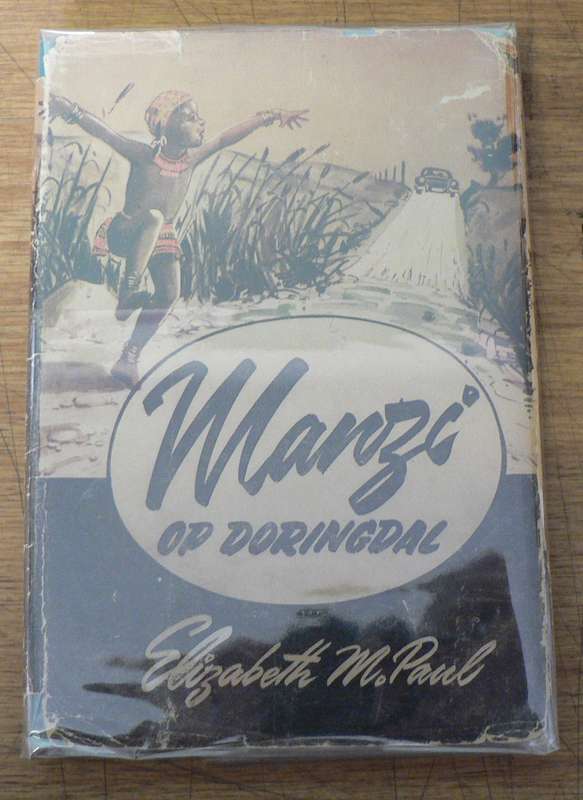 Manzi
OP DORINGDAL
Elizabeth M. Paul